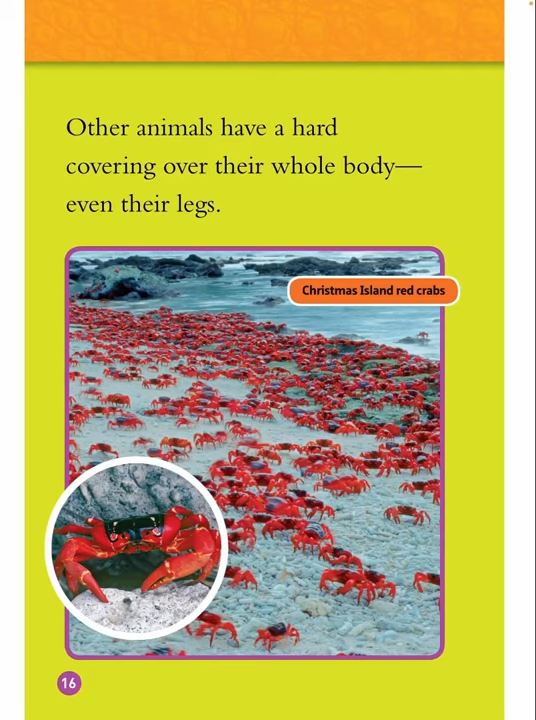 Other animals have a hard
covering over their whole body—
even their legs.
Christmas Island red crabs
16